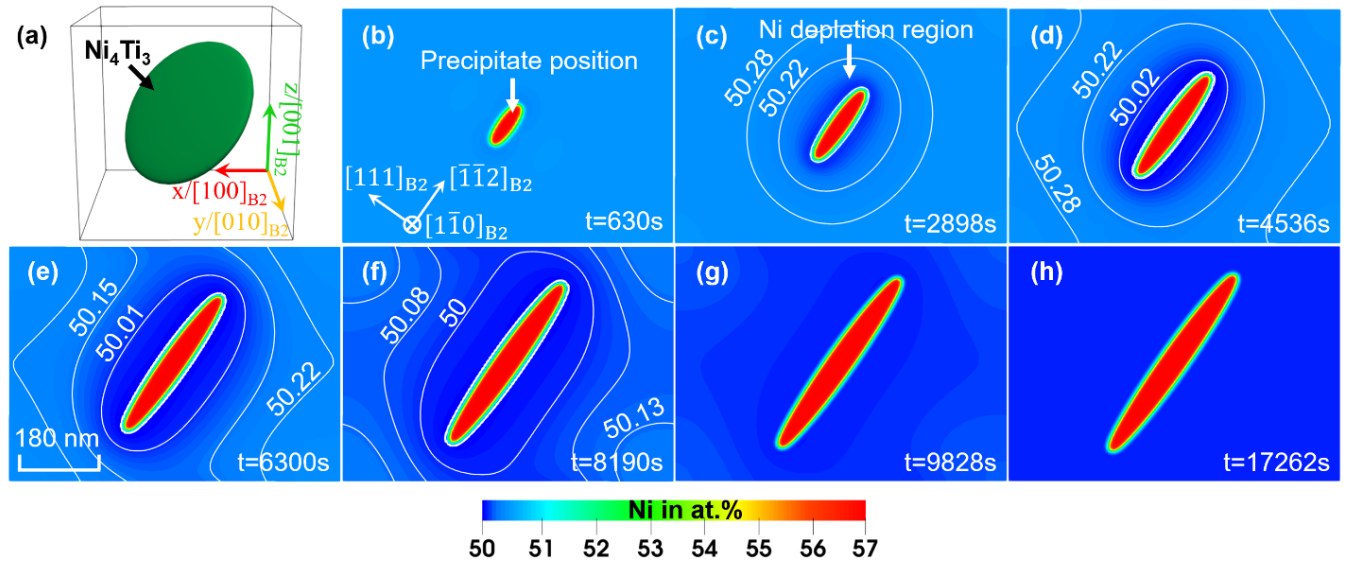 (a)
Ni₄Ti₃
z/[001]B2
x/[100]B2
y/[010]B2
(b)
Precipitate position
[111]B2
[1̅1̅2]B2
[11̅0]B2
t=630s
(c)
Ni depletion region
50.28
50.22
t=2898s
(d)
50.22
50.02
50.28
t=4536s
(e)
50.15
50.01
50.22
180 nm
t=6300s
(f)
50.08
50
50.13
t=8190s
(g)
t=9828s
(h)
t=17262s
Ni in at.%
50 51 52 53 54 55 56 57